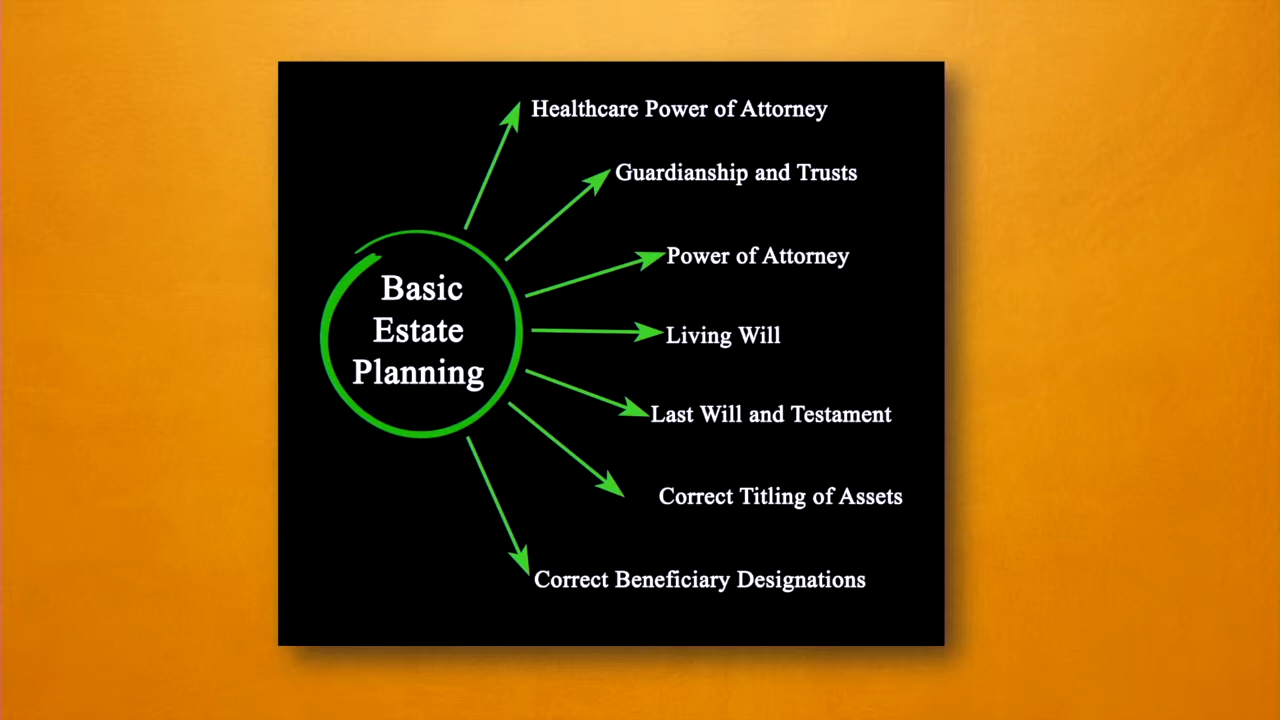 Basic
Estate
Planning
Healthcare Power of Attorney
Guardianship and Trusts
Power of Attorney
Living Will
Last Will and Testament
Correct Titling of Assets
Correct Beneficiary Designations